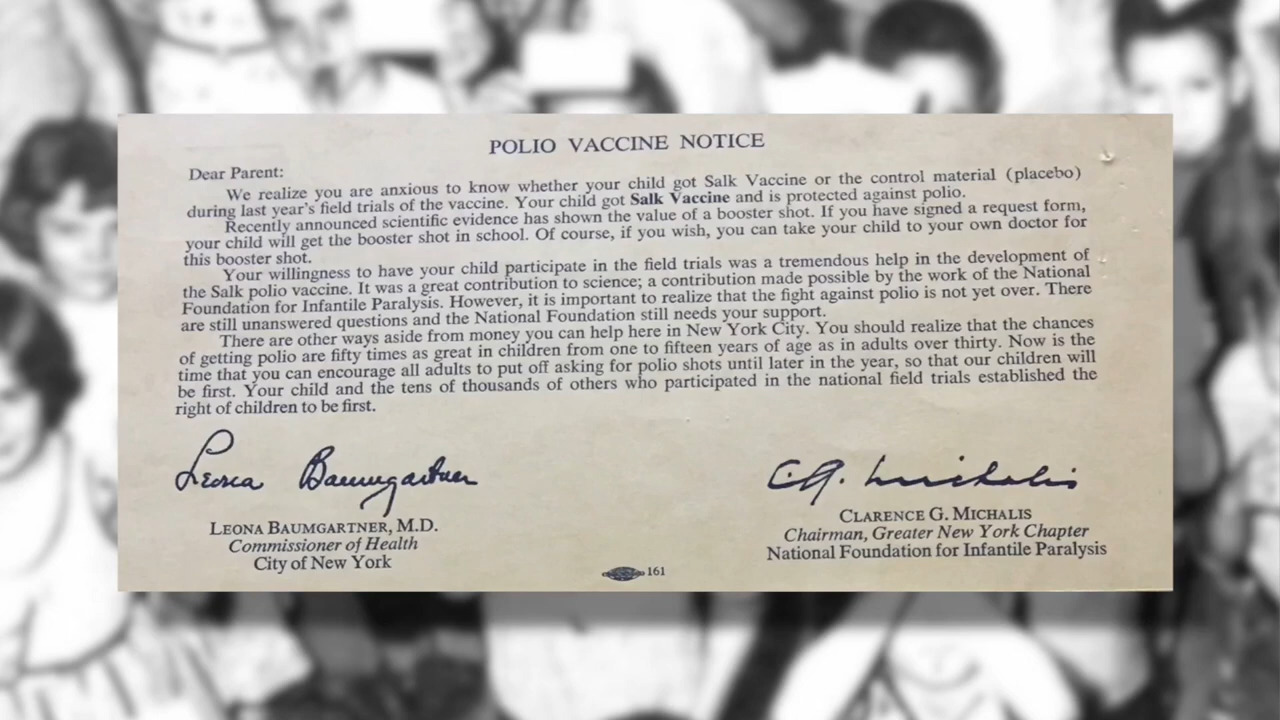 POLIO VACCINE NOTICE
Dear Parent:
We realize you are anxious to know whether your child got Salk Vaccine or the control material (placebo)
during last year's field trials of the vaccine. Your child got Salk Vaccine and is protected against polio.
Recently announced scientific evidence has shown the value of a booster shot. If you have signed a request form,
your child will get the booster shot in school. Of course, if you wish, you can take your child to your own doctor for
this booster shot.
Your willingness to have your child participate in the field trials was a tremendous help in the development of
the Salk polio vaccine. It was a great contribution to science; a contribution made possible by the work of the National
Foundation for Infantile Paralysis. However, it is important to realize that the fight against polio is not yet over. There
are still unanswered questions and the National Foundation still needs your support.
There are other ways aside from money you can help here in New York City. You should realize that the chances
of getting polio are fifty times as great in children from one to fifteen years of age as in adults over thirty. Now is the
time that you can encourage all adults to put off asking for polio shots until later in the year, so that our children will
be first. Your child and the tens of thousands of others who participated in the national field trials established the
right of children to be first.
Leona Baumgartner
LEONA BAUMGARTNER, M.D.
Commissioner of Health
City of New York
C. G. Michalis
CLARENCE G. MICHALIS
Chairman, Greater New York Chapter
National Foundation for Infantile Paralysis
161